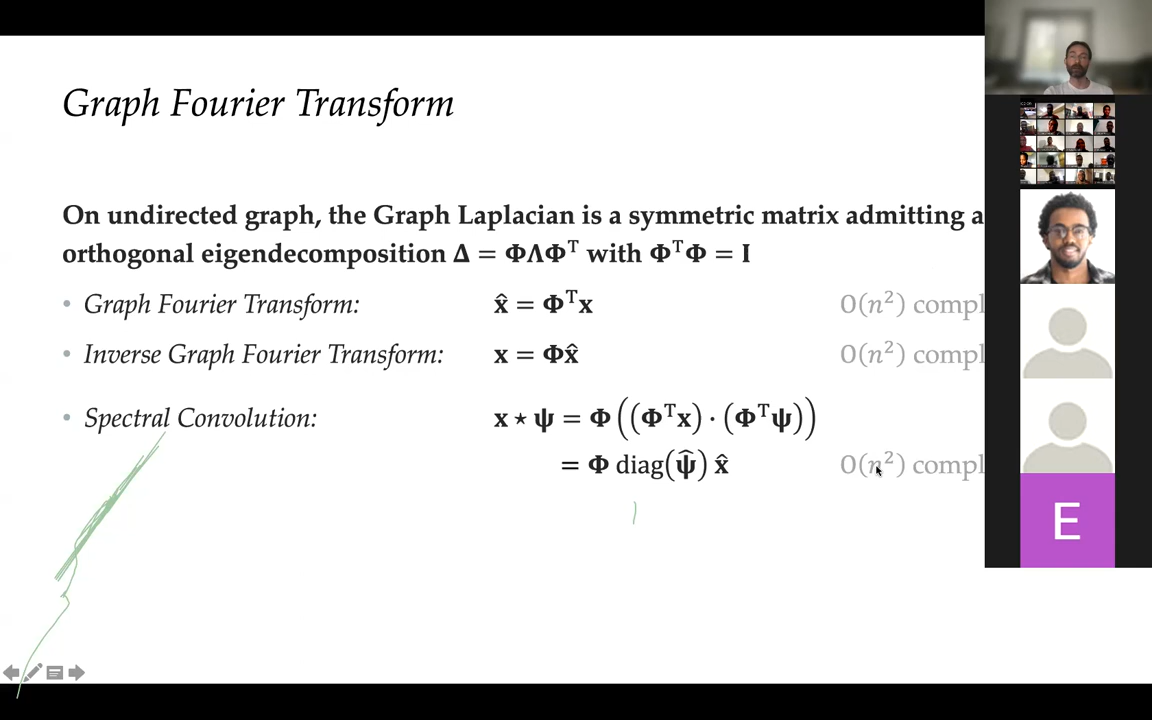 Graph Fourier Transform
On undirected graph, the Graph Laplacian is a symmetric matrix admitting a
orthogonal eigendecomposition Δ = ΦΛΦᵀ with ΦᵀΦ = I
• Graph Fourier Transform: x̂ = Φᵀx O(n²) compl
• Inverse Graph Fourier Transform: x = Φx̂ O(n²) compl
• Spectral Convolution: x ⋆ ψ = Φ((Φᵀx) · (Φᵀψ))
= Φ diag(ψ̂) x̂ O(n²) compl
E